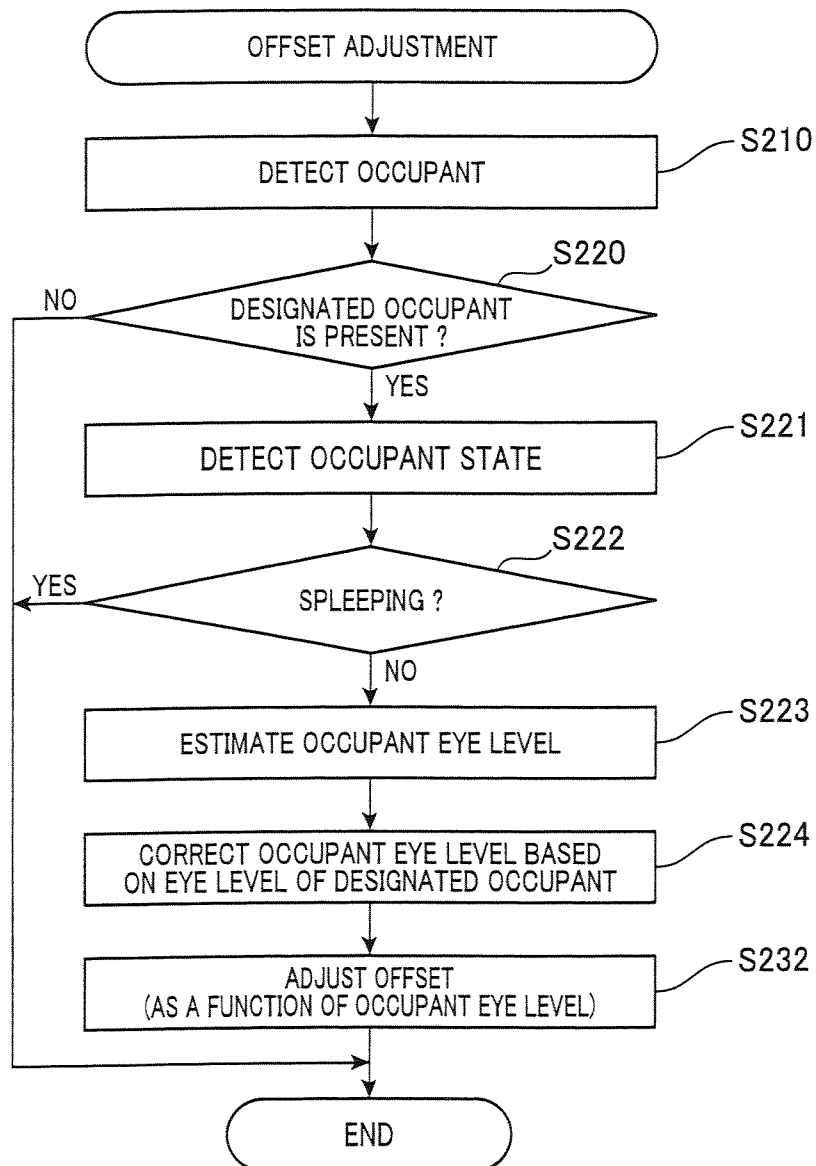 OFFSET ADJUSTMENT
S210
DETECT OCCUPANT
S220
NO
DESIGNATED OCCUPANT
IS PRESENT ?
YES
S221
DETECT OCCUPANT STATE
S222
YES
SPLEEPING ?
NO
S223
ESTIMATE OCCUPANT EYE LEVEL
S224
CORRECT OCCUPANT EYE LEVEL BASED
ON EYE LEVEL OF DESIGNATED OCCUPANT
S232
ADJUST OFFSET
(AS A FUNCTION OF OCCUPANT EYE LEVEL)
END